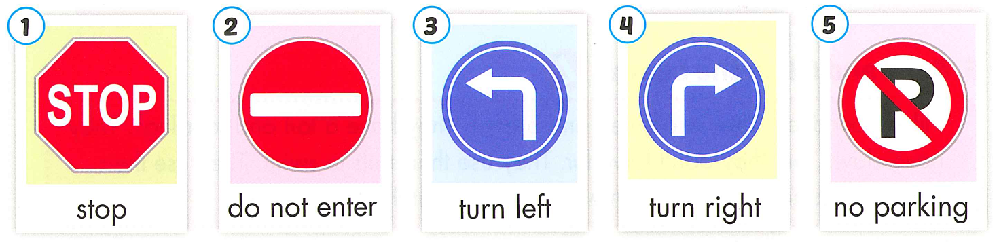 1
STOP
stop
2
do not enter
3
turn left
4
turn right
5
P
no parking